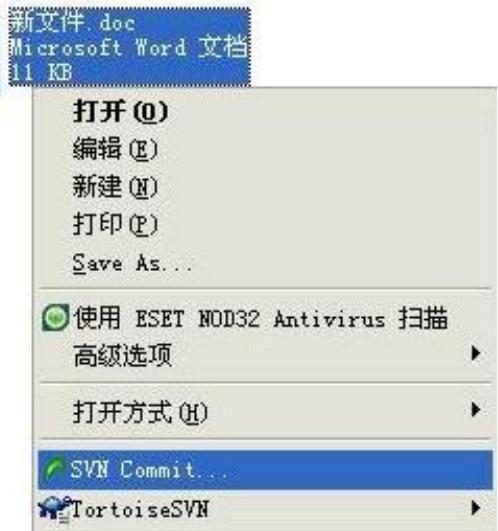 新文件.doc
Microsoft Word 文档
11 KB
打开(O)
编辑(E)
新建(N)
打印(P)
Save As...
使用 ESET NOD32 Antivirus 扫描
高级选项
打开方式(H)
SVN Commit...
TortoiseSVN